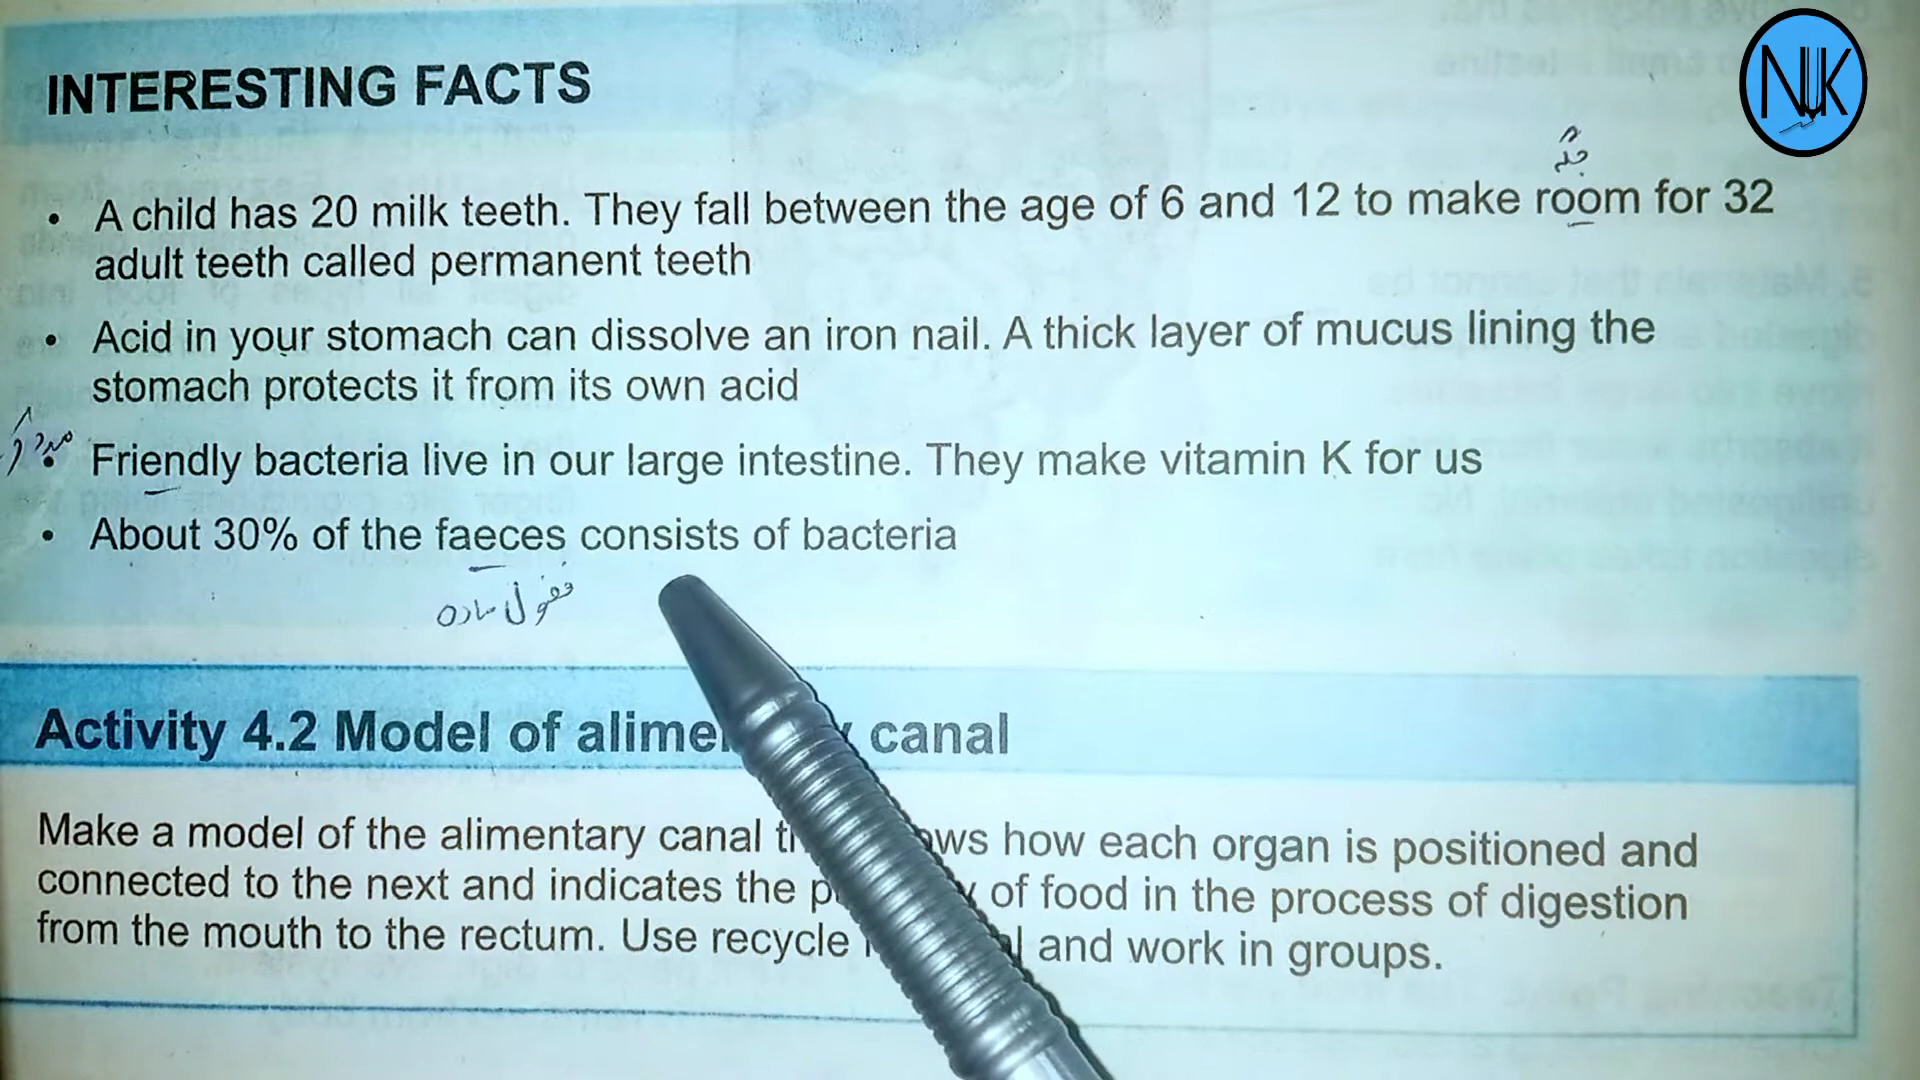 NK
INTERESTING FACTS
جگہ
• A child has 20 milk teeth. They fall between the age of 6 and 12 to make room for 32
adult teeth called permanent teeth
• Acid in your stomach can dissolve an iron nail. A thick layer of mucus lining the
stomach protects it from its own acid
• Friendly bacteria live in our large intestine. They make vitamin K for us
• About 30% of the faeces consists of bacteria
فضول مادہ
Activity 4.2 Model of canal
Make a model of the alimentary canal how each organ is positioned and
connected to the next and indicates the of food in the process of digestion
from the mouth to the rectum. Use recycle and work in groups.